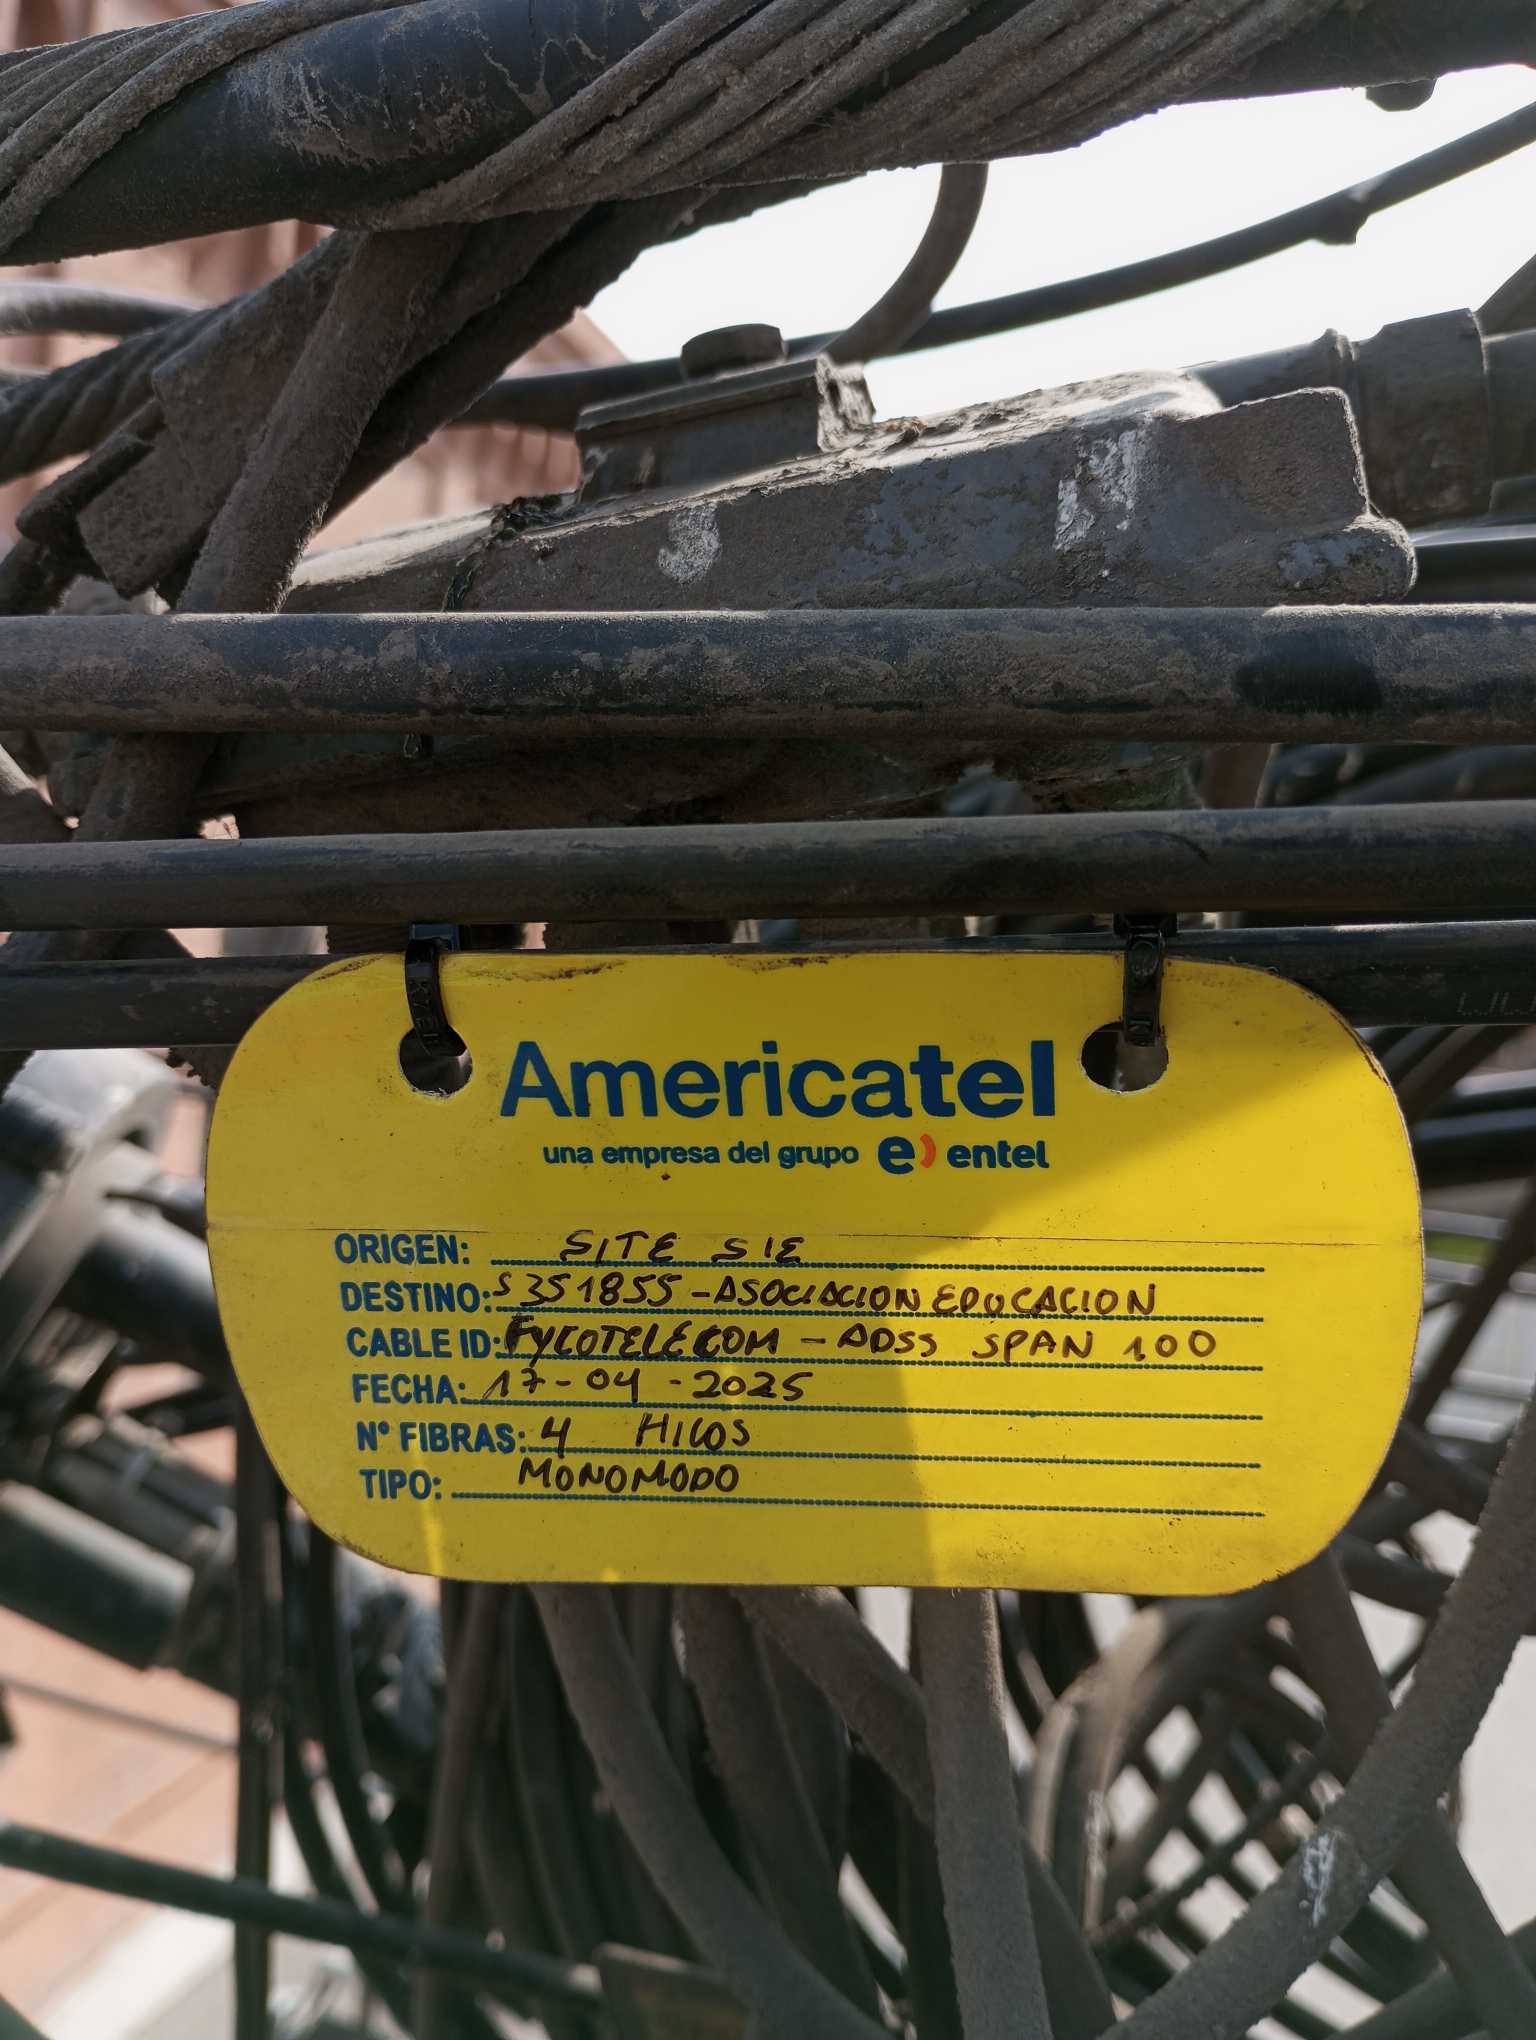 Americatel
una empresa del grupo e) entel
ORIGEN: SITE SIE
DESTINO: S351855-ASOCIACION EDUCACION
CABLE ID: FYCOTELECOM - ADSS SPAN 100
FECHA: 17-04-2025
N° FIBRAS: 4 HILOS
TIPO: MONOMODO